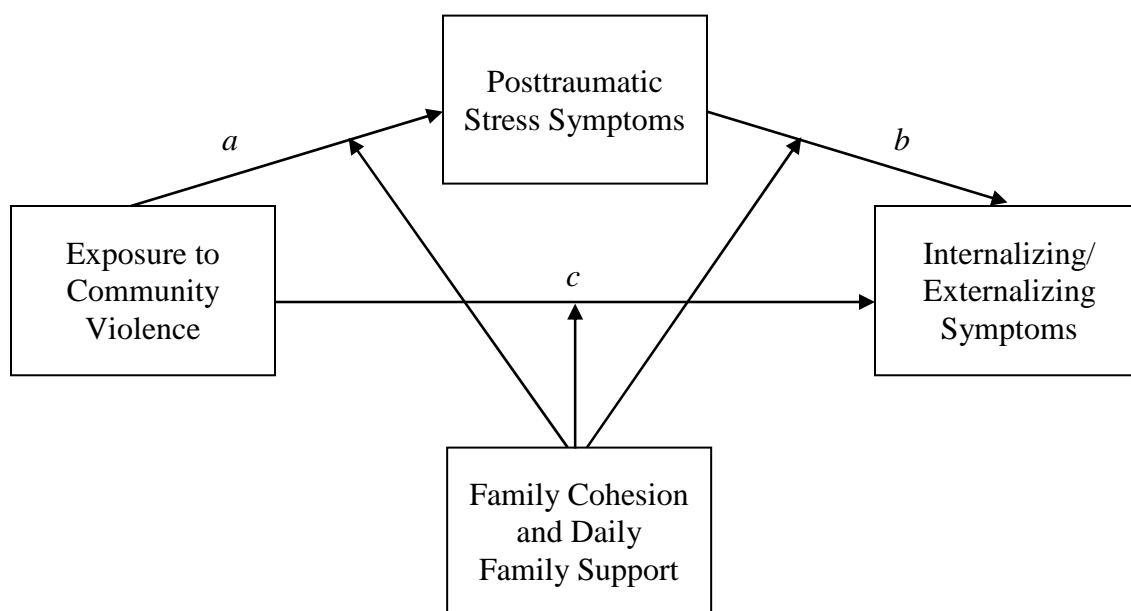 Posttraumatic
Stress Symptoms
a
b
Exposure to
Community
Violence
c
Internalizing/
Externalizing
Symptoms
Family Cohesion
and Daily
Family Support